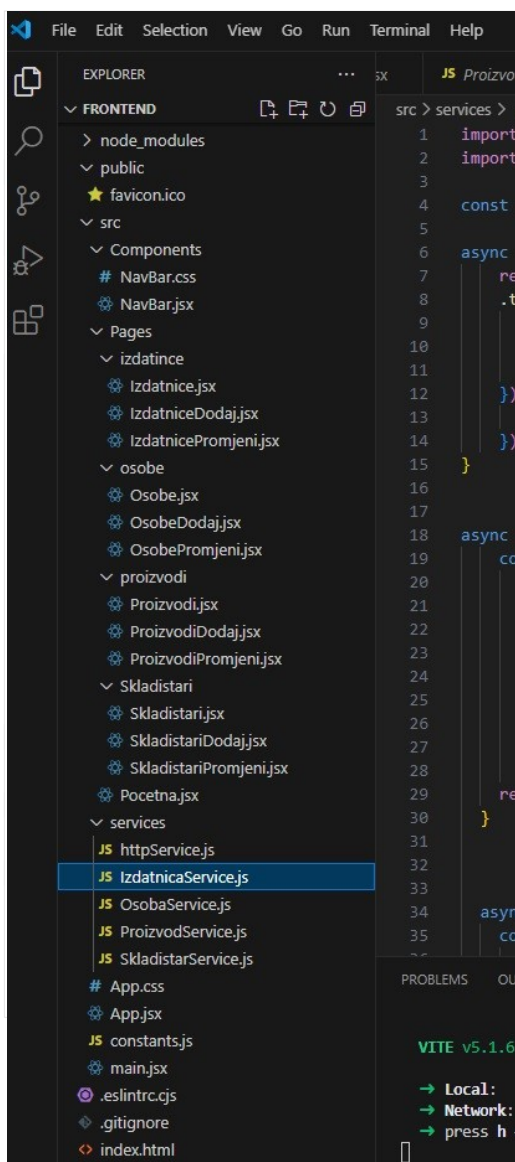 File Edit Selection View Go Run Terminal Help
EXPLORER ...
FRONTEND
> node_modules
public
favicon.ico
src
Components
# NavBar.css
NavBar.jsx
Pages
izdatince
Izdatnice.jsx
IzdatniceDodaj.jsx
IzdatnicePromjeni.jsx
osobe
Osobe.jsx
OsobeDodaj.jsx
OsobePromjeni.jsx
proizvodi
Proizvodi.jsx
ProizvodiDodaj.jsx
ProizvodiPromjeni.jsx
Skladistari
Skladistari.jsx
SkladistariDodaj.jsx
SkladistariPromjeni.jsx
Pocetna.jsx
services
JS httpService.js
JS IzdatnicaService.js
JS OsobaService.js
JS ProizvodService.js
JS SkladistarService.js
# App.css
App.jsx
JS constants.js
main.jsx
.eslintrc.cjs
.gitignore
<> index.html
sx JS Proizvo
src > services >
1 import
2 import
3
4 const
5
6 async
7 re
8 .t
9
10
11
12 })
13
14 })
15 }
16
17
18 async
19 co
20
21
22
23
24
25
26
27
28
29 re
30 }
31
32
33
34 asyn
35 co
PROBLEMS OU
VITE v5.1.6
➜ Local:
➜ Network:
➜ press h